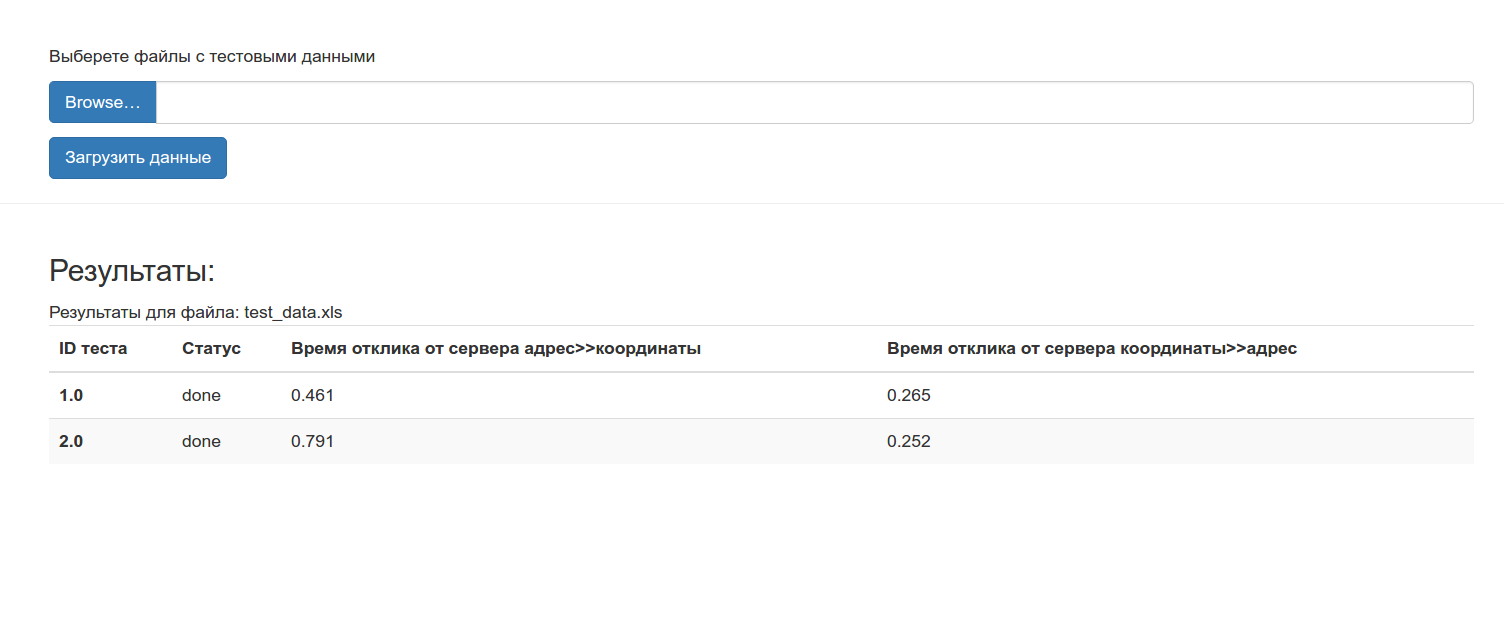 Выберете файлы с тестовыми данными
Browse…
Загрузить данные
Результаты:
Результаты для файла: test_data.xls
ID теста Статус Время отклика от сервера адрес>>координаты Время отклика от сервера координаты>>адрес
1.0 done 0.461 0.265
2.0 done 0.791 0.252